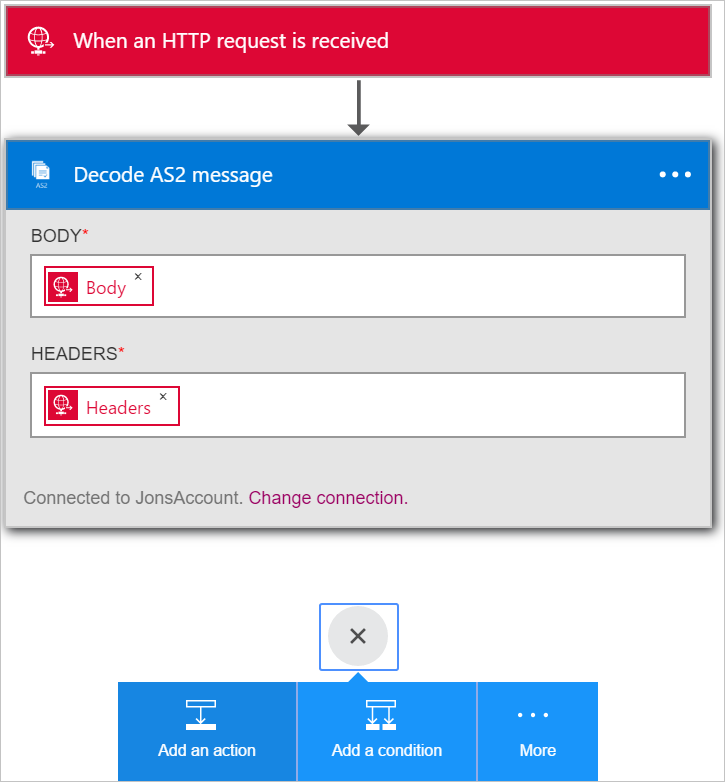 When an HTTP request is received
AS2
Decode AS2 message
BODY*
Body ×
HEADERS*
Headers ×
Connected to JonsAccount. Change connection.
Add an action
Add a condition
More